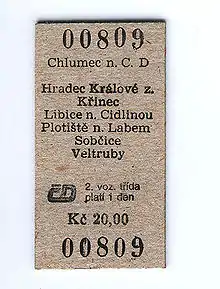 00809
Chlumec n. C. D
Hradec Králové z.
Křinec
Libice n. Cidlinou
Plotiště n. Labem
Sobčice
Veltruby
ČD 2. voz. třída
platí 1 den
Kč 20,00
00809